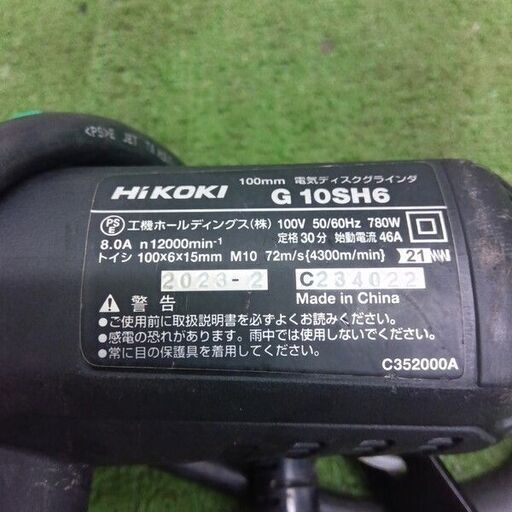 <PS>E JET
HiKOKI
100mm 電気ディスクグラインダ
G 10SH6
PS E 工機ホールディングス(株) 100V 50/60Hz 780W
8.0A n12000min-1 定格30分 始動電流46A
トイシ 100x6x15mm M10 72m/s{4300m/min} 21 NW
2023-2 C234022
警告 Made in China
●ご使用前に取扱説明書を必ずよくお読みください。
●感電の恐れがあります。雨中では使用しないでください。
●常に目の保護具を着用してください。
C352000A